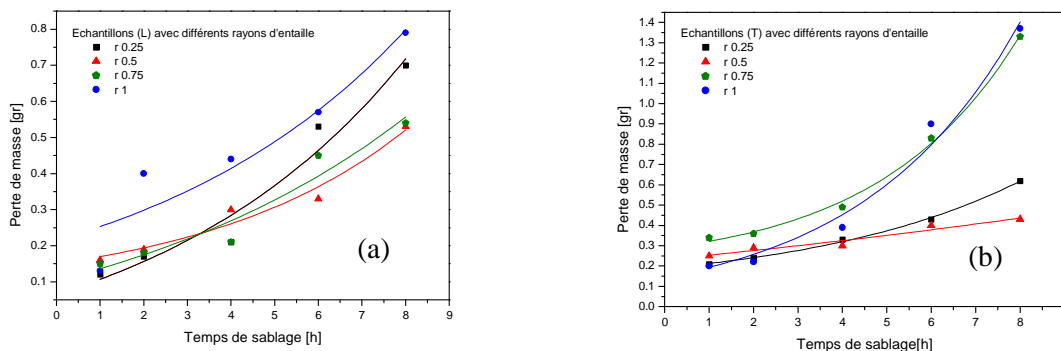 Echantillons (L) avec différents rayons d'entaille
r 0.25
r 0.5
r 0.75
r 1
0.8
0.7
0.6
0.5
0.4
0.3
0.2
0.1
Perte de masse [gr]
(a)
0 1 2 3 4 5 6 7 8 9
Temps de sablage [h]
Echantillons (T) avec différents rayons d'entaille
r 0.25
r 0.5
r 0.75
r 1
1.4
1.3
1.2
1.1
1.0
0.9
0.8
0.7
0.6
0.5
0.4
0.3
0.2
0.1
0.0
Perte de masse [gr]
(b)
0 1 2 3 4 5 6 7 8
Temps de sablage[h]